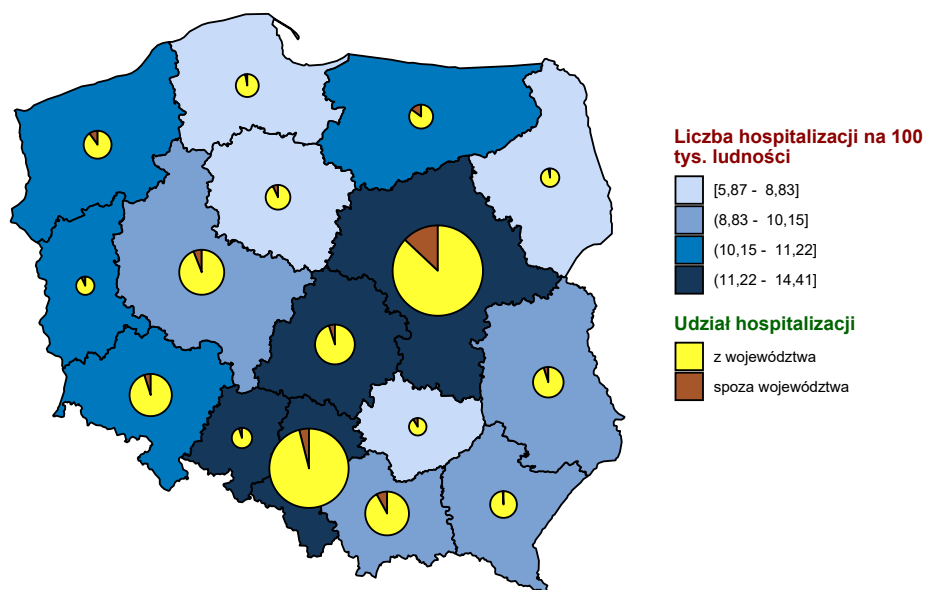 Liczba hospitalizacji na 100
tys. ludności
[5,87 - 8,83]
(8,83 - 10,15]
(10,15 - 11,22]
(11,22 - 14,41]
Udział hospitalizacji
z województwa
spoza województwa